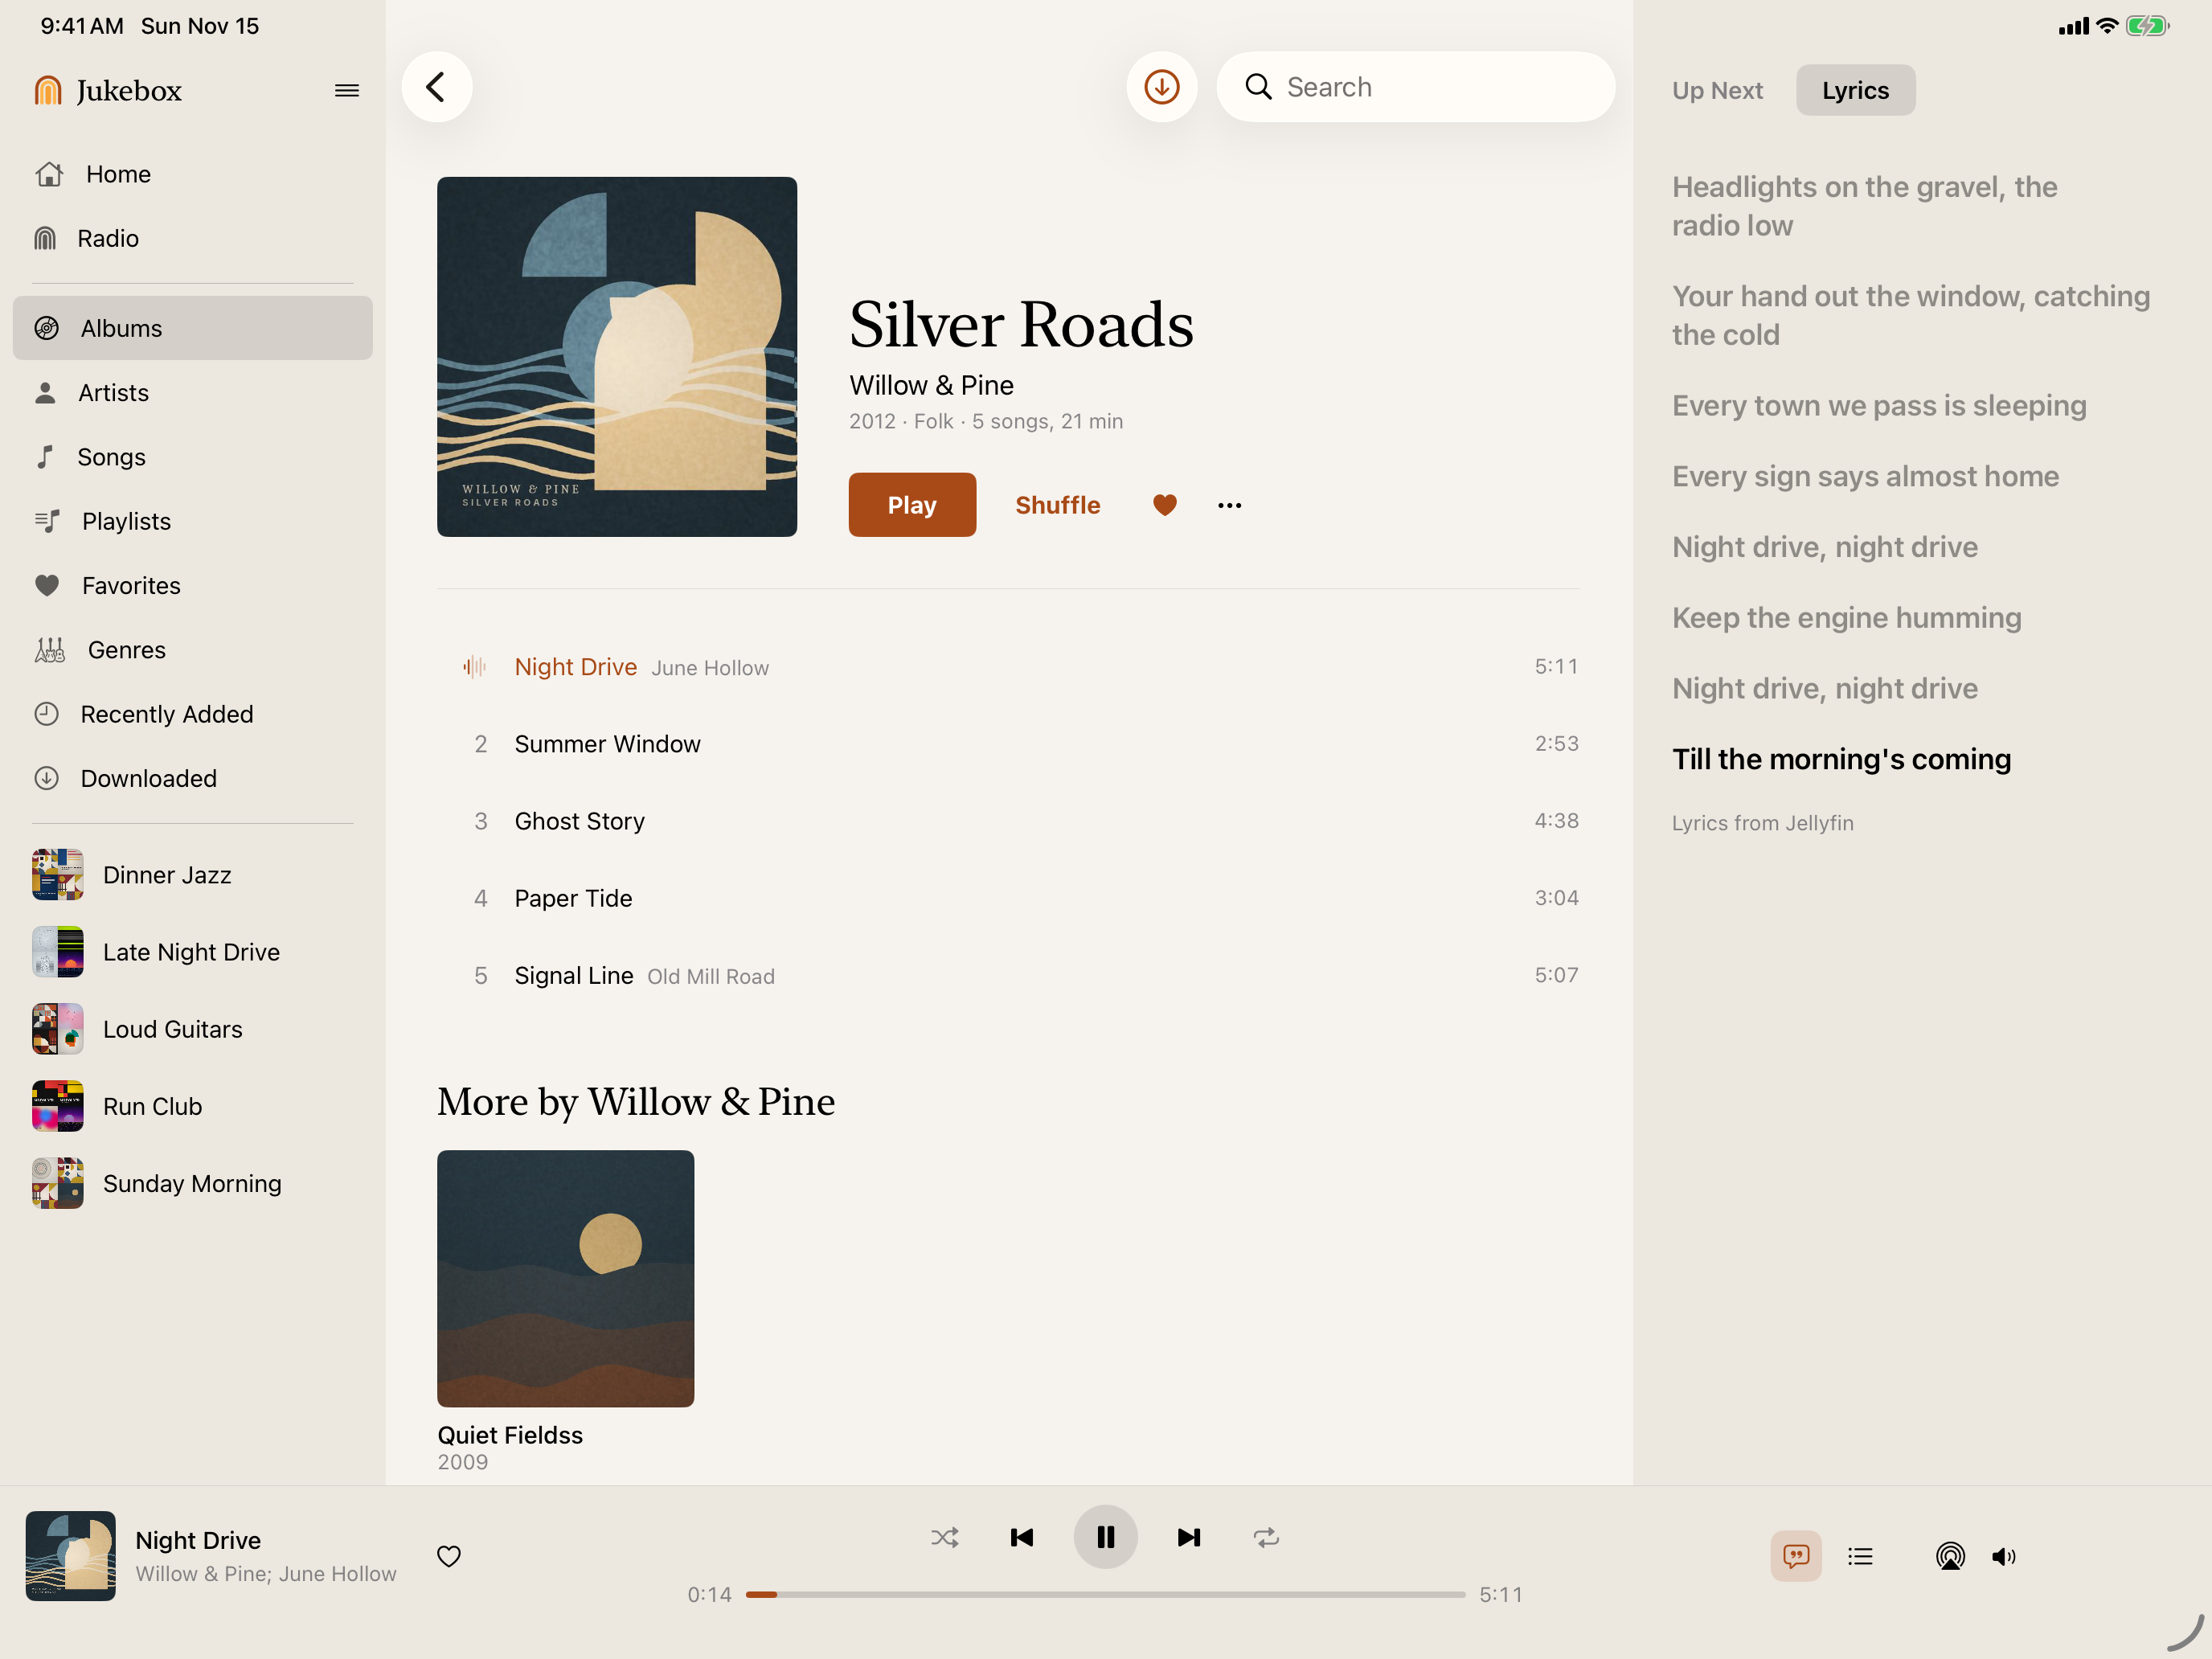 9:41 AM Sun Nov 15
Jukebox
Home
Radio
Albums
Artists
Songs
Playlists
Favorites
Genres
Recently Added
Downloaded
Dinner Jazz
Late Night Drive
Loud Guitars
Run Club
Sunday Morning
Search
WILLOW & PINE
SILVER ROADS
Silver Roads
Willow & Pine
2012 · Folk · 5 songs, 21 min
Play Shuffle
Night Drive June Hollow 5:11
2 Summer Window 2:53
3 Ghost Story 4:38
4 Paper Tide 3:04
5 Signal Line Old Mill Road 5:07
More by Willow & Pine
Quiet Fieldss
2009
Up Next Lyrics
Headlights on the gravel, the
radio low
Your hand out the window, catching
the cold
Every town we pass is sleeping
Every sign says almost home
Night drive, night drive
Keep the engine humming
Night drive, night drive
Till the morning's coming
Lyrics from Jellyfin
Night Drive
Willow & Pine; June Hollow
0:14 5:11